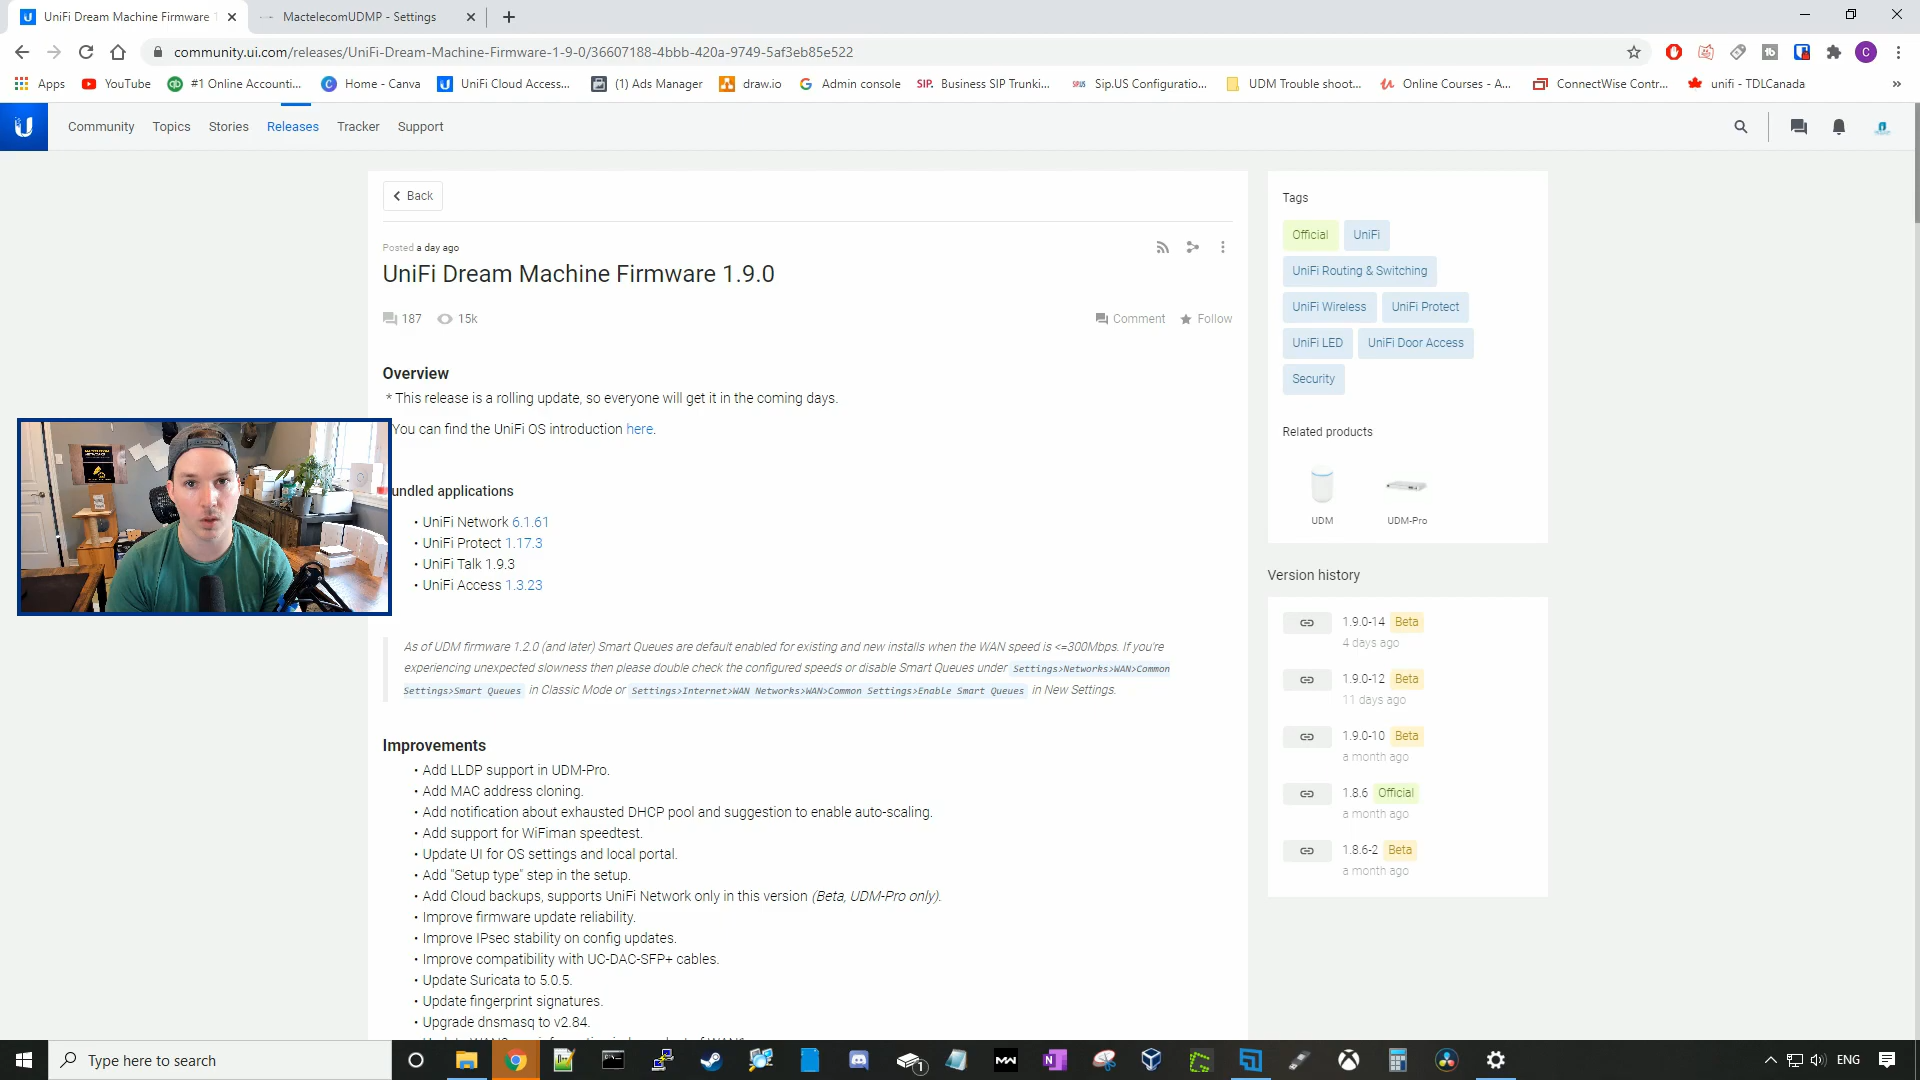 UniFi Dream Machine Firmware 1
MactelecomUDMP - Settings
community.ui.com/releases/UniFi-Dream-Machine-Firmware-1-9-0/36607188-4bbb-420a-9749-5af3eb85e522
Apps
YouTube
#1 Online Accounti...
Home - Canva
UniFi Cloud Access...
(1) Ads Manager
draw.io
Admin console
SIP. Business SIP Trunki...
Sip.US Configuratio...
UDM Trouble shoot...
Online Courses - A...
ConnectWise Contr...
unifi - TDLCanada
Community
Topics
Stories
Releases
Tracker
Support
Back
Posted a day ago
UniFi Dream Machine Firmware 1.9.0
187
15k
Comment
Follow
Overview
* This release is a rolling update, so everyone will get it in the coming days.
You can find the UniFi OS introduction here.
undled applications
• UniFi Network 6.1.61
• UniFi Protect 1.17.3
• UniFi Talk 1.9.3
• UniFi Access 1.3.23
As of UDM firmware 1.2.0 (and later) Smart Queues are default enabled for existing and new installs when the WAN speed is <=300Mbps. If you're
experiencing unexpected slowness then please double check the configured speeds or disable Smart Queues under Settings>Networks>WAN>Common
Settings>Smart Queues in Classic Mode or Settings>Internet>WAN Networks>WAN>Common Settings>Enable Smart Queues in New Settings.
Improvements
• Add LLDP support in UDM-Pro.
• Add MAC address cloning.
• Add notification about exhausted DHCP pool and suggestion to enable auto-scaling.
• Add support for WiFiman speedtest.
• Update UI for OS settings and local portal.
• Add "Setup type" step in the setup.
• Add Cloud backups, supports UniFi Network only in this version (Beta, UDM-Pro only).
• Improve firmware update reliability.
• Improve IPsec stability on config updates.
• Improve compatibility with UC-DAC-SFP+ cables.
• Update Suricata to 5.0.5.
• Update fingerprint signatures.
• Upgrade dnsmasq to v2.84.
Tags
Official
UniFi
UniFi Routing & Switching
UniFi Wireless
UniFi Protect
UniFi LED
UniFi Door Access
Security
Related products
UDM
UDM-Pro
Version history
1.9.0-14 Beta
4 days ago
1.9.0-12 Beta
11 days ago
1.9.0-10 Beta
a month ago
1.8.6 Official
a month ago
1.8.6-2 Beta
a month ago
Type here to search
ENG